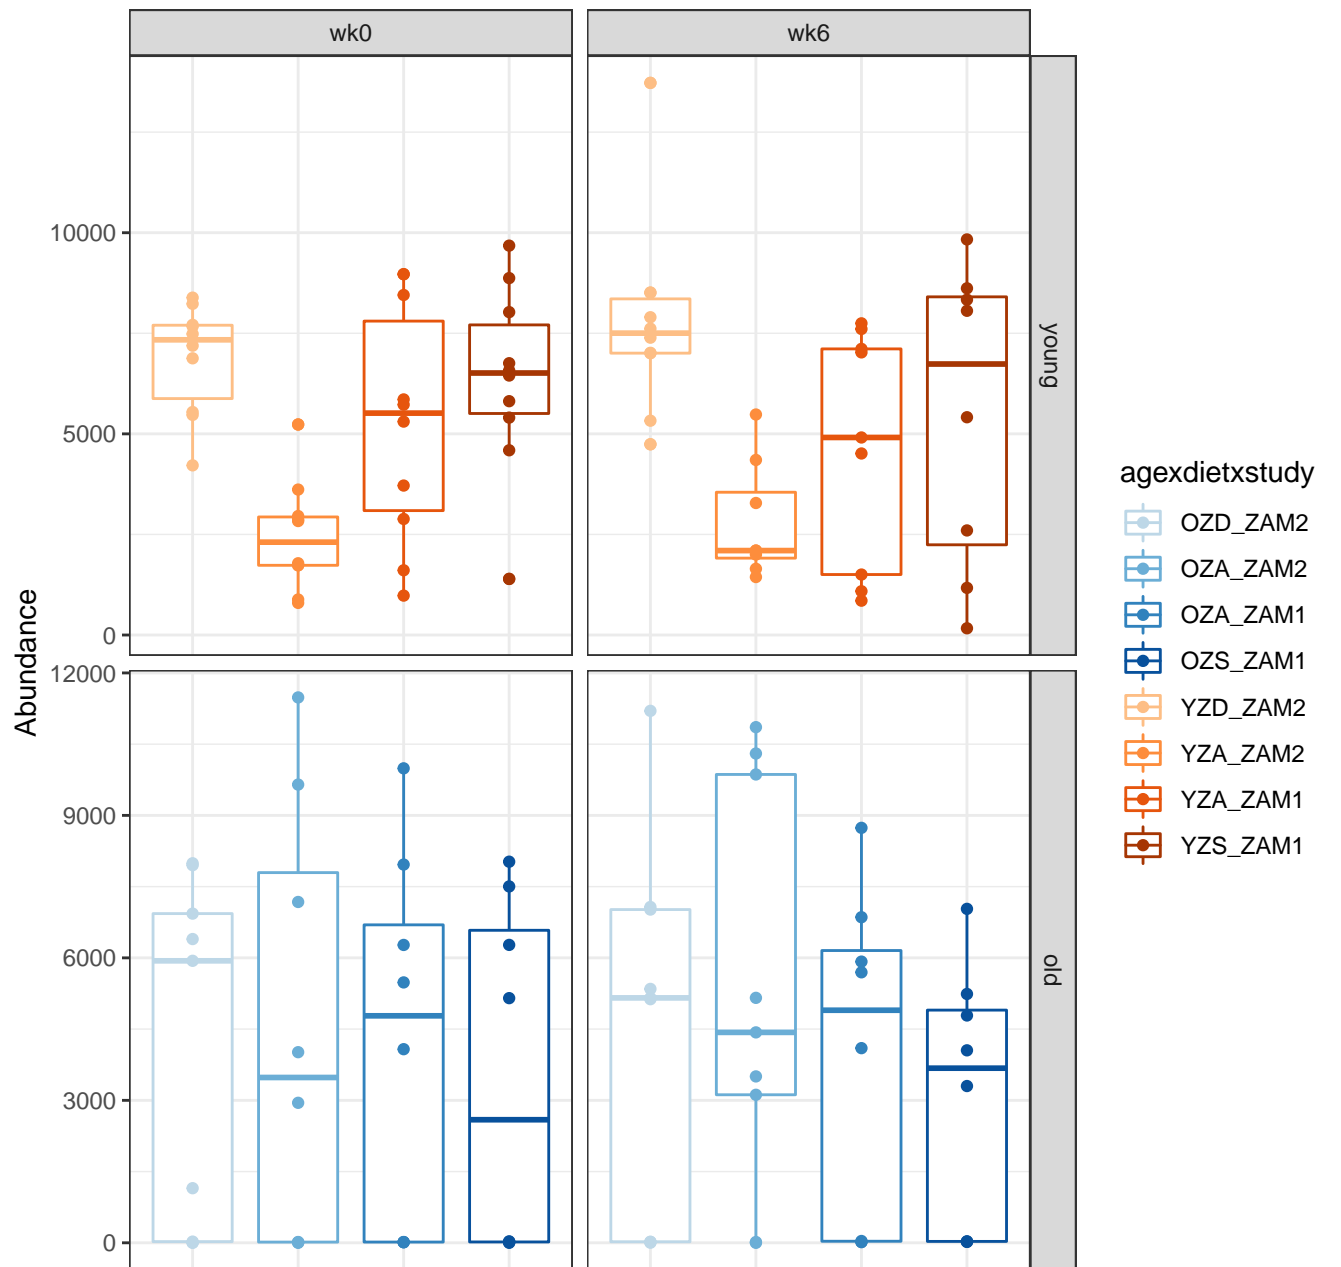 wk0
wk6
10000
5000
0
young
12000
9000
6000
3000
0
old
Abundance
agexdietxstudy
OZD_ZAM2
OZA_ZAM2
OZA_ZAM1
OZS_ZAM1
YZD_ZAM2
YZA_ZAM2
YZA_ZAM1
YZS_ZAM1